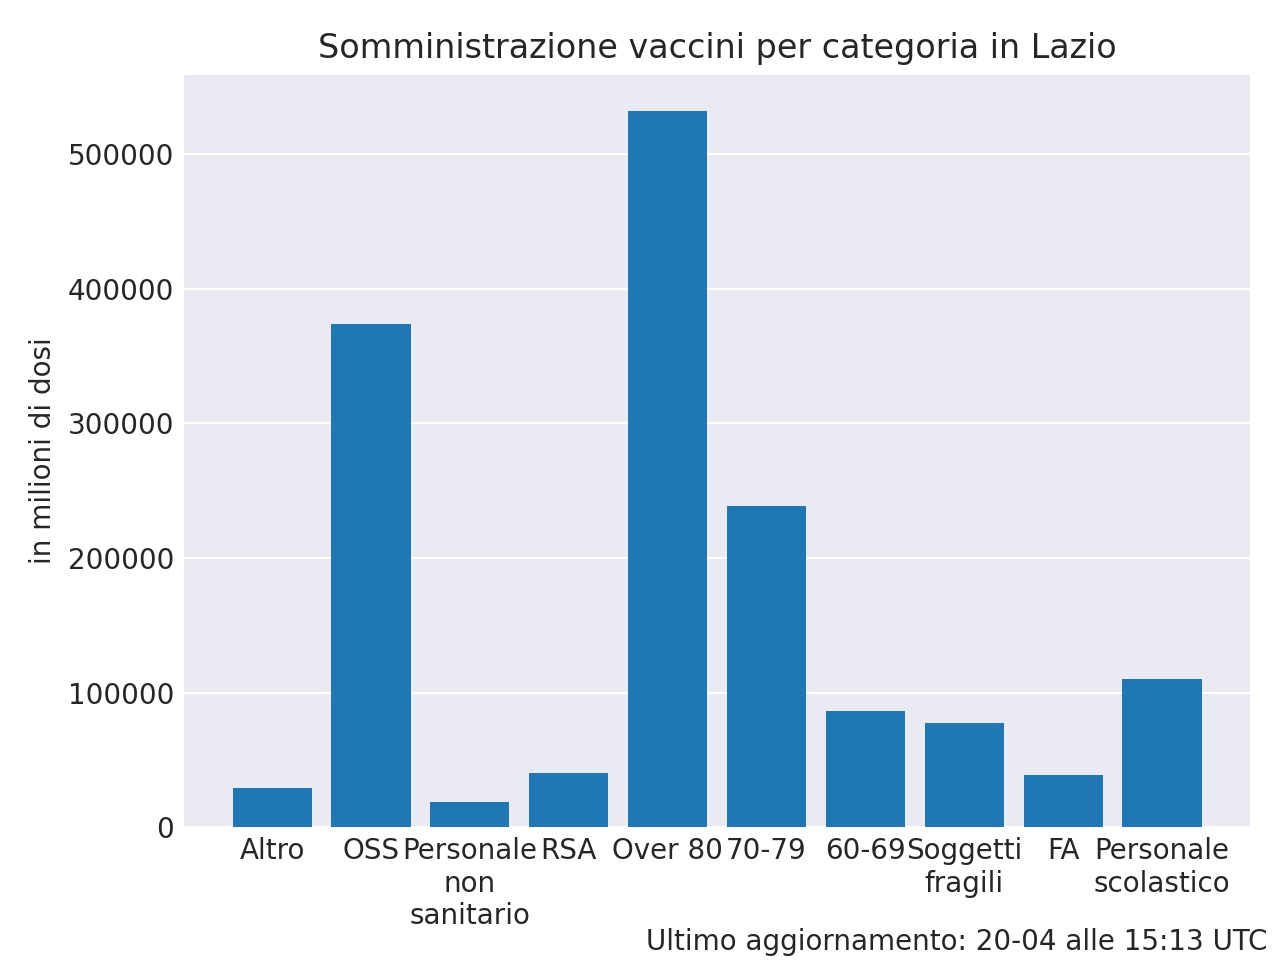 Somministrazione vaccini per categoria in Lazio
in milioni di dosi
500000
400000
300000
200000
100000
0
Altro
OSS
Personale
non
sanitario
RSA
Over 80
70-79
60-69
Soggetti
fragili
FA
Personale
scolastico
Ultimo aggiornamento: 20-04 alle 15:13 UTC